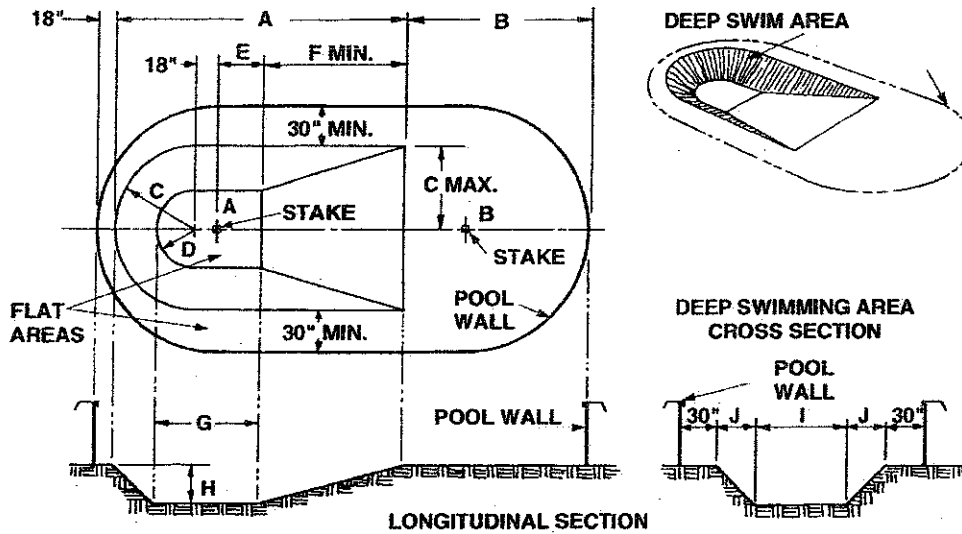 18"
A
B
18"
E
F MIN.
DEEP SWIM AREA
30" MIN.
C
A
STAKE
C MAX.
B
STAKE
D
FLAT
AREAS
POOL
WALL
30" MIN.
DEEP SWIMMING AREA
CROSS SECTION
G
POOL WALL
POOL
WALL
30" J I J 30"
H
LONGITUDINAL SECTION